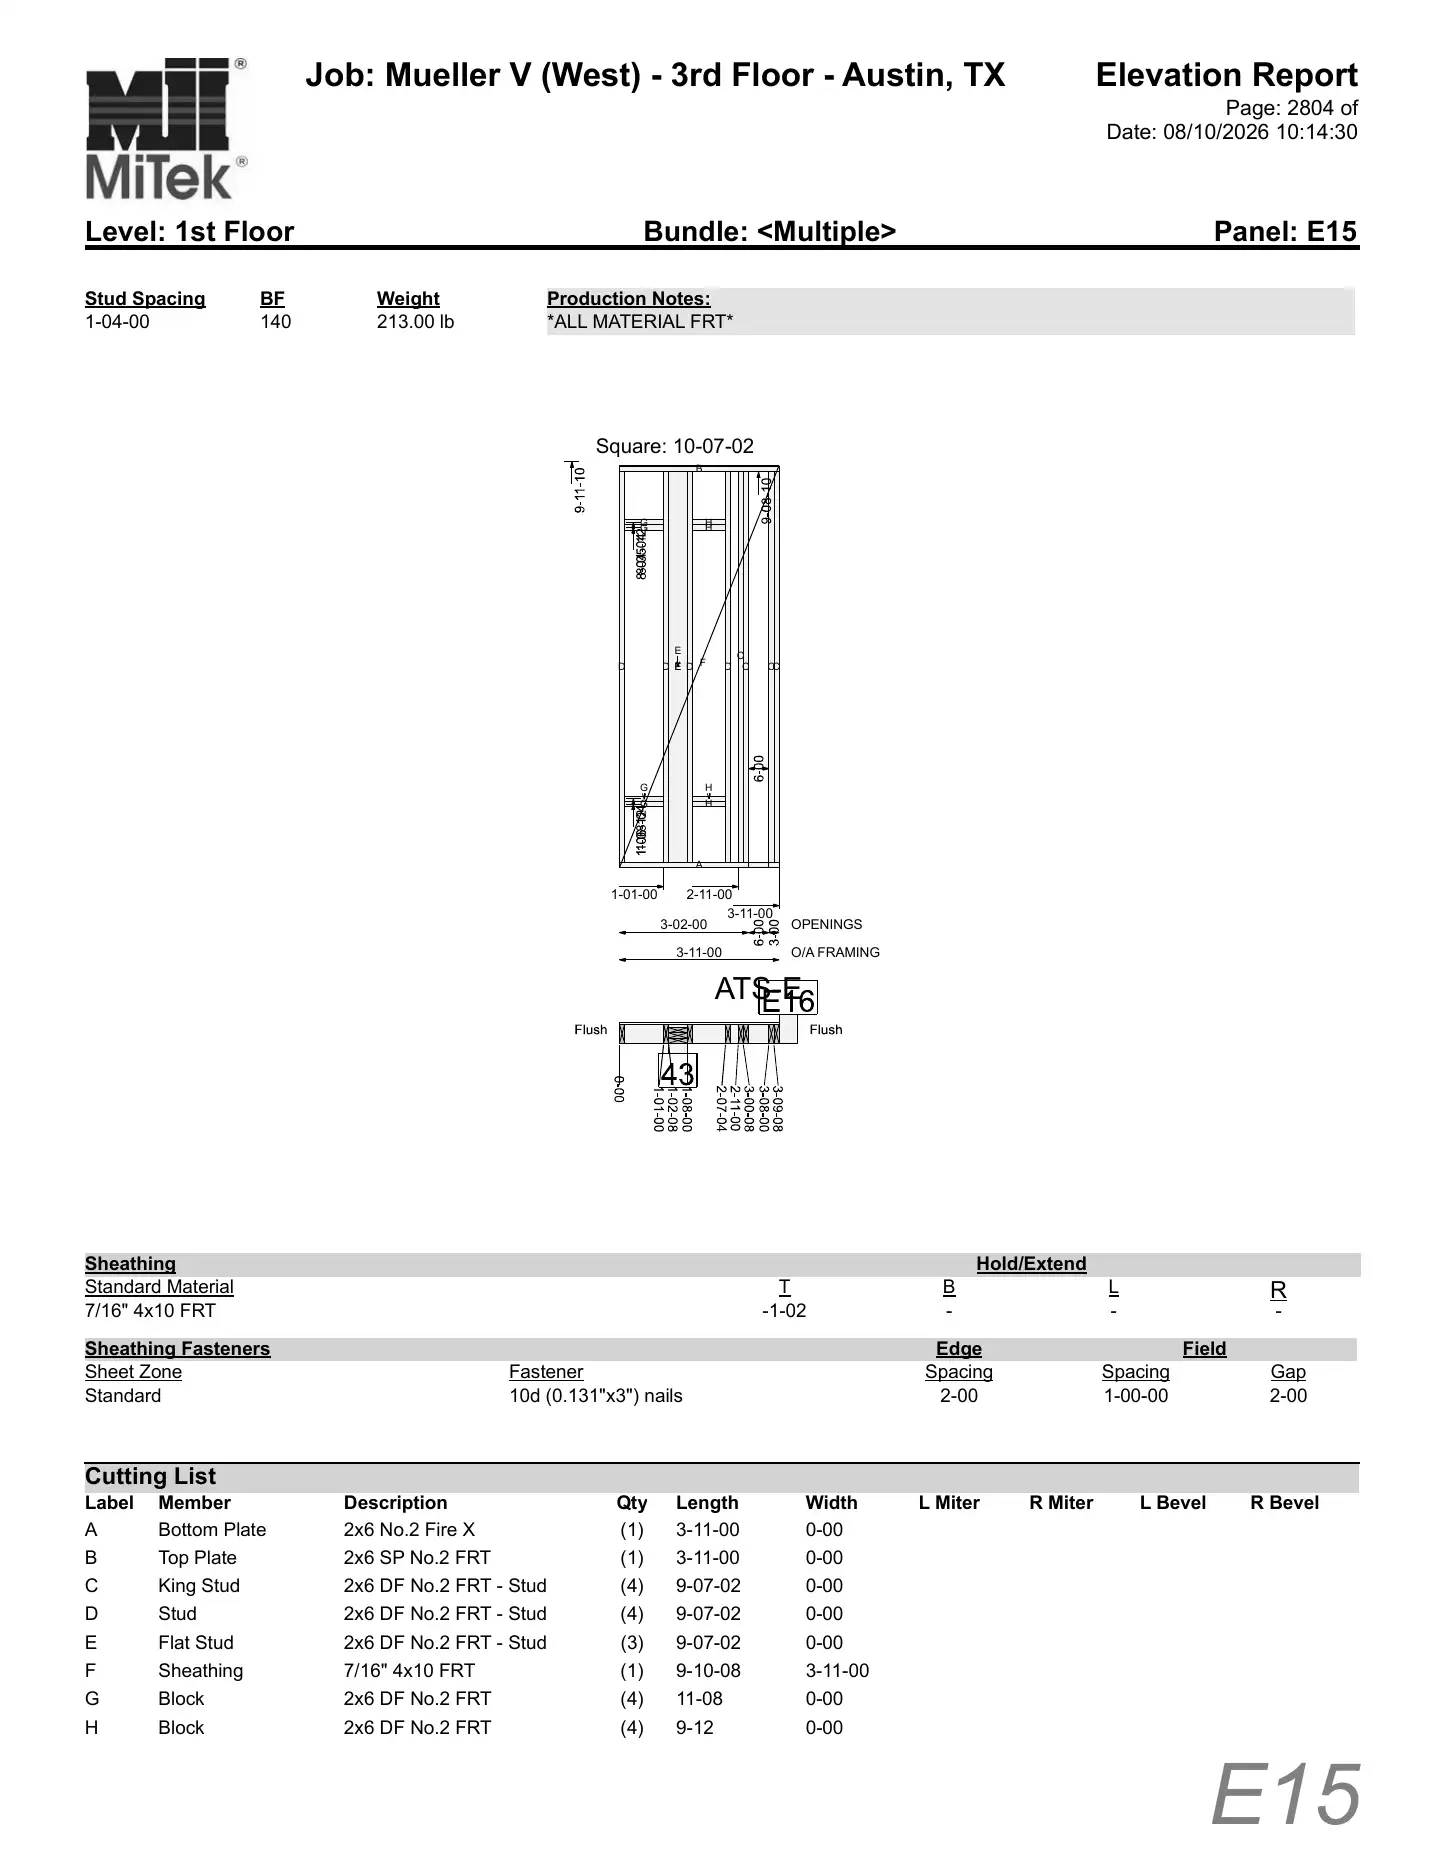 Job: Mueller V (West) - 3rd Floor - Austin, TX
Elevation Report
Page: 2804 of
Date: 08/10/2026 10:14:30
MiTek®
Level: 1st Floor Bundle: <Multiple> Panel: E15
Stud Spacing BF Weight Production Notes:
1-04-00 140 213.00 lb *ALL MATERIAL FRT*
Square: 10-07-02
B
9-11-10
9-08-10
H
H
E
E
F
C
6-00
G
H
H
A
1-01-00 2-11-00
3-11-00
3-02-00 6-00 3-00 OPENINGS
3-11-00 O/A FRAMING
ATS-E
E16
Flush Flush
43
0-00
1-01-00
1-02-08
1-08-00
2-07-04
2-11-00
3-00-08
3-08-00
3-09-08
Sheathing Hold/Extend
Standard Material T B L R
7/16" 4x10 FRT -1-02 - - -
Sheathing Fasteners Edge Field
Sheet Zone Fastener Spacing Spacing Gap
Standard 10d (0.131"x3") nails 2-00 1-00-00 2-00
Cutting List
Label Member Description Qty Length Width L Miter R Miter L Bevel R Bevel
A Bottom Plate 2x6 No.2 Fire X (1) 3-11-00 0-00
B Top Plate 2x6 SP No.2 FRT (1) 3-11-00 0-00
C King Stud 2x6 DF No.2 FRT - Stud (4) 9-07-02 0-00
D Stud 2x6 DF No.2 FRT - Stud (4) 9-07-02 0-00
E Flat Stud 2x6 DF No.2 FRT - Stud (3) 9-07-02 0-00
F Sheathing 7/16" 4x10 FRT (1) 9-10-08 3-11-00
G Block 2x6 DF No.2 FRT (4) 11-08 0-00
H Block 2x6 DF No.2 FRT (4) 9-12 0-00
E15